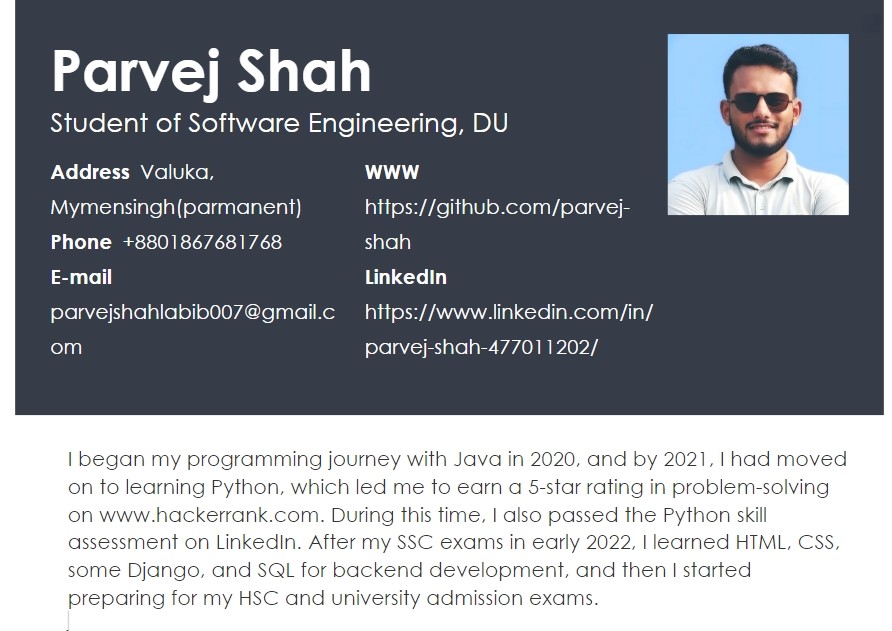 Parvej Shah
Student of Software Engineering, DU
Address Valuka,
Mymensingh(parmanent)
Phone +8801867681768
E-mail
parvejshahlabib007@gmail.c
om
WWW
https://github.com/parvej-
shah
LinkedIn
https://www.linkedin.com/in/
parvej-shah-477011202/
I began my programming journey with Java in 2020, and by 2021, I had moved
on to learning Python, which led me to earn a 5-star rating in problem-solving
on www.hackerrank.com. During this time, I also passed the Python skill
assessment on LinkedIn. After my SSC exams in early 2022, I learned HTML, CSS,
some Django, and SQL for backend development, and then I started
preparing for my HSC and university admission exams.